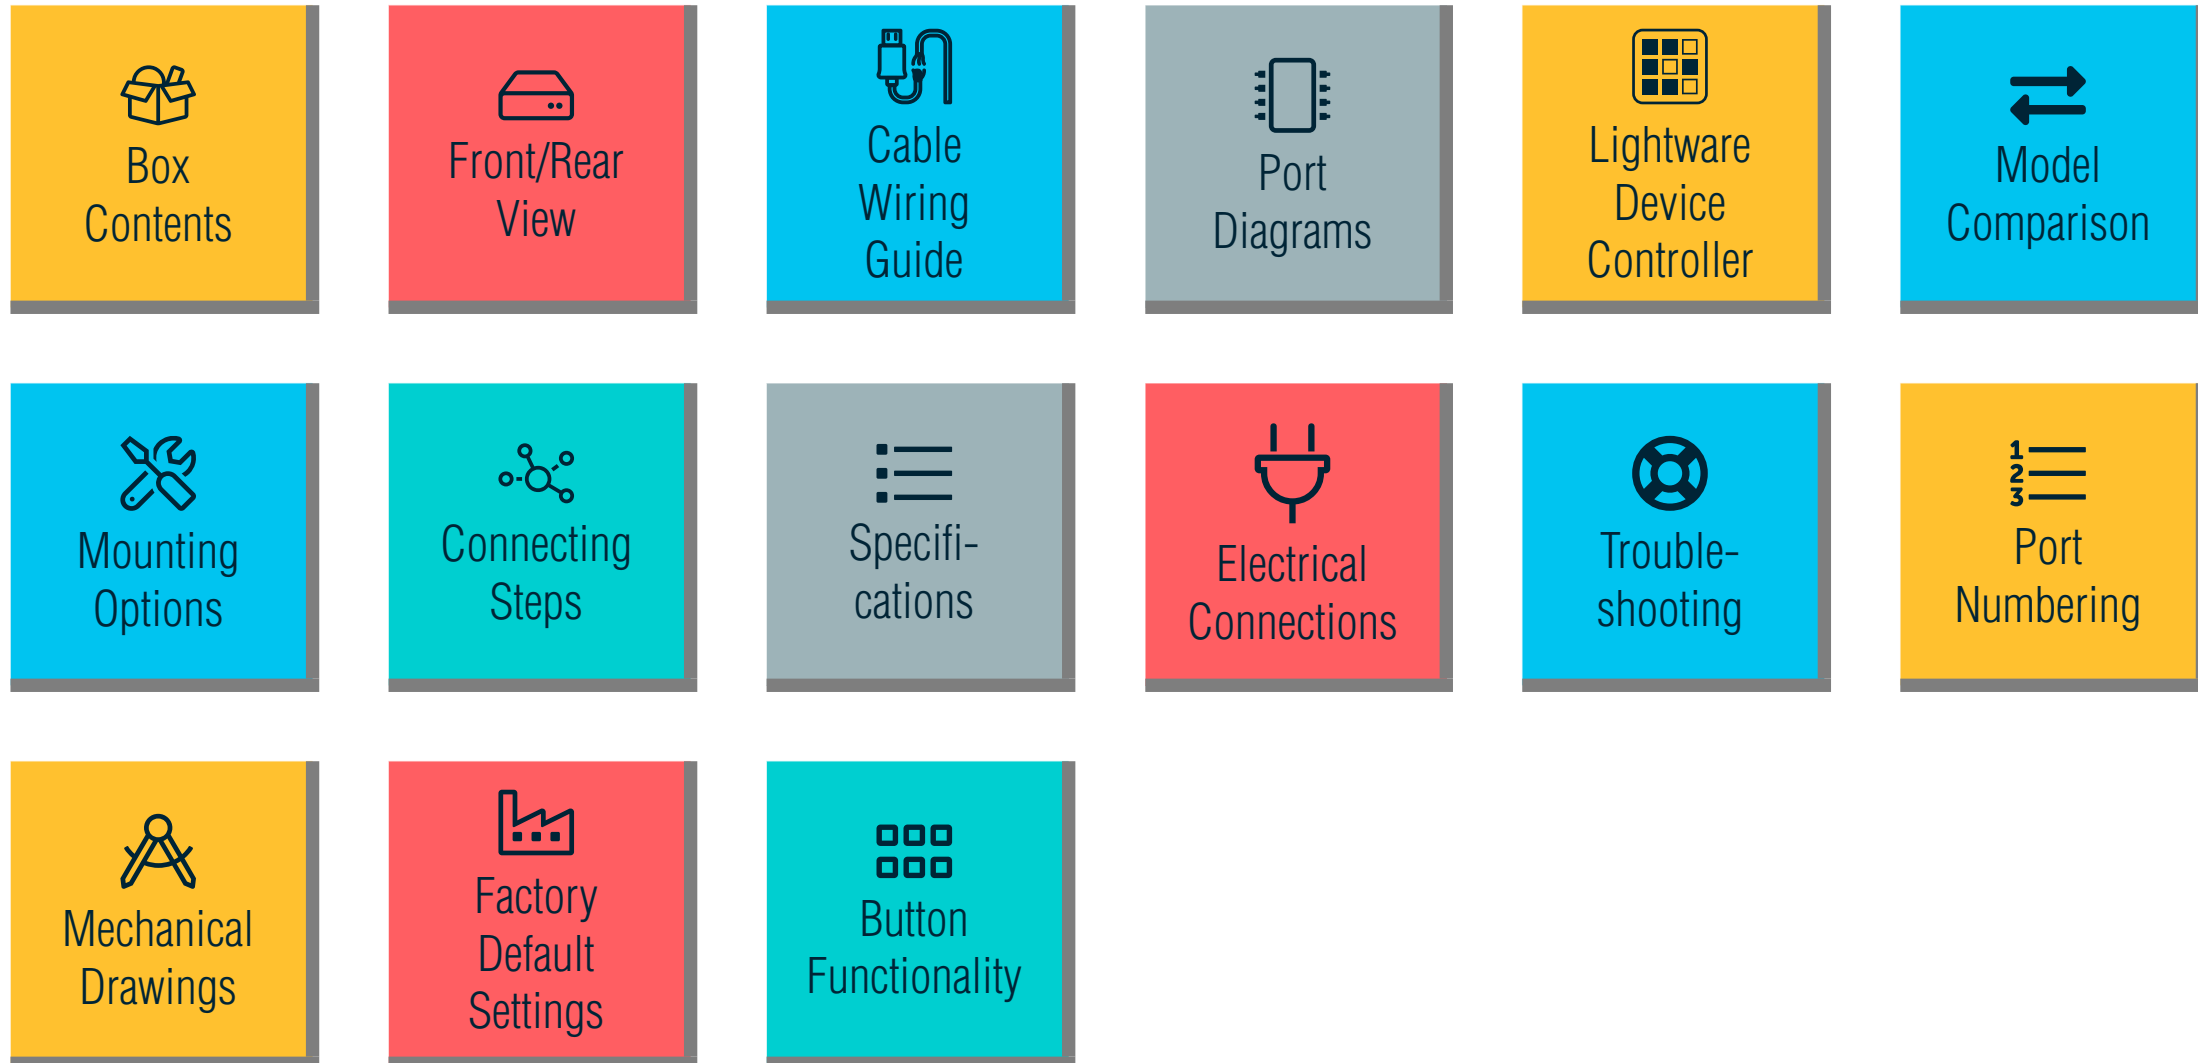 Box
Contents
Front/Rear
View
Cable
Wiring
Guide
Port
Diagrams
Lightware
Device
Controller
Model
Comparison
Mounting
Options
Connecting
Steps
Specifi-
cations
Electrical
Connections
Trouble-
shooting
1
2
3
Port
Numbering
Mechanical
Drawings
Factory
Default
Settings
Button
Functionality